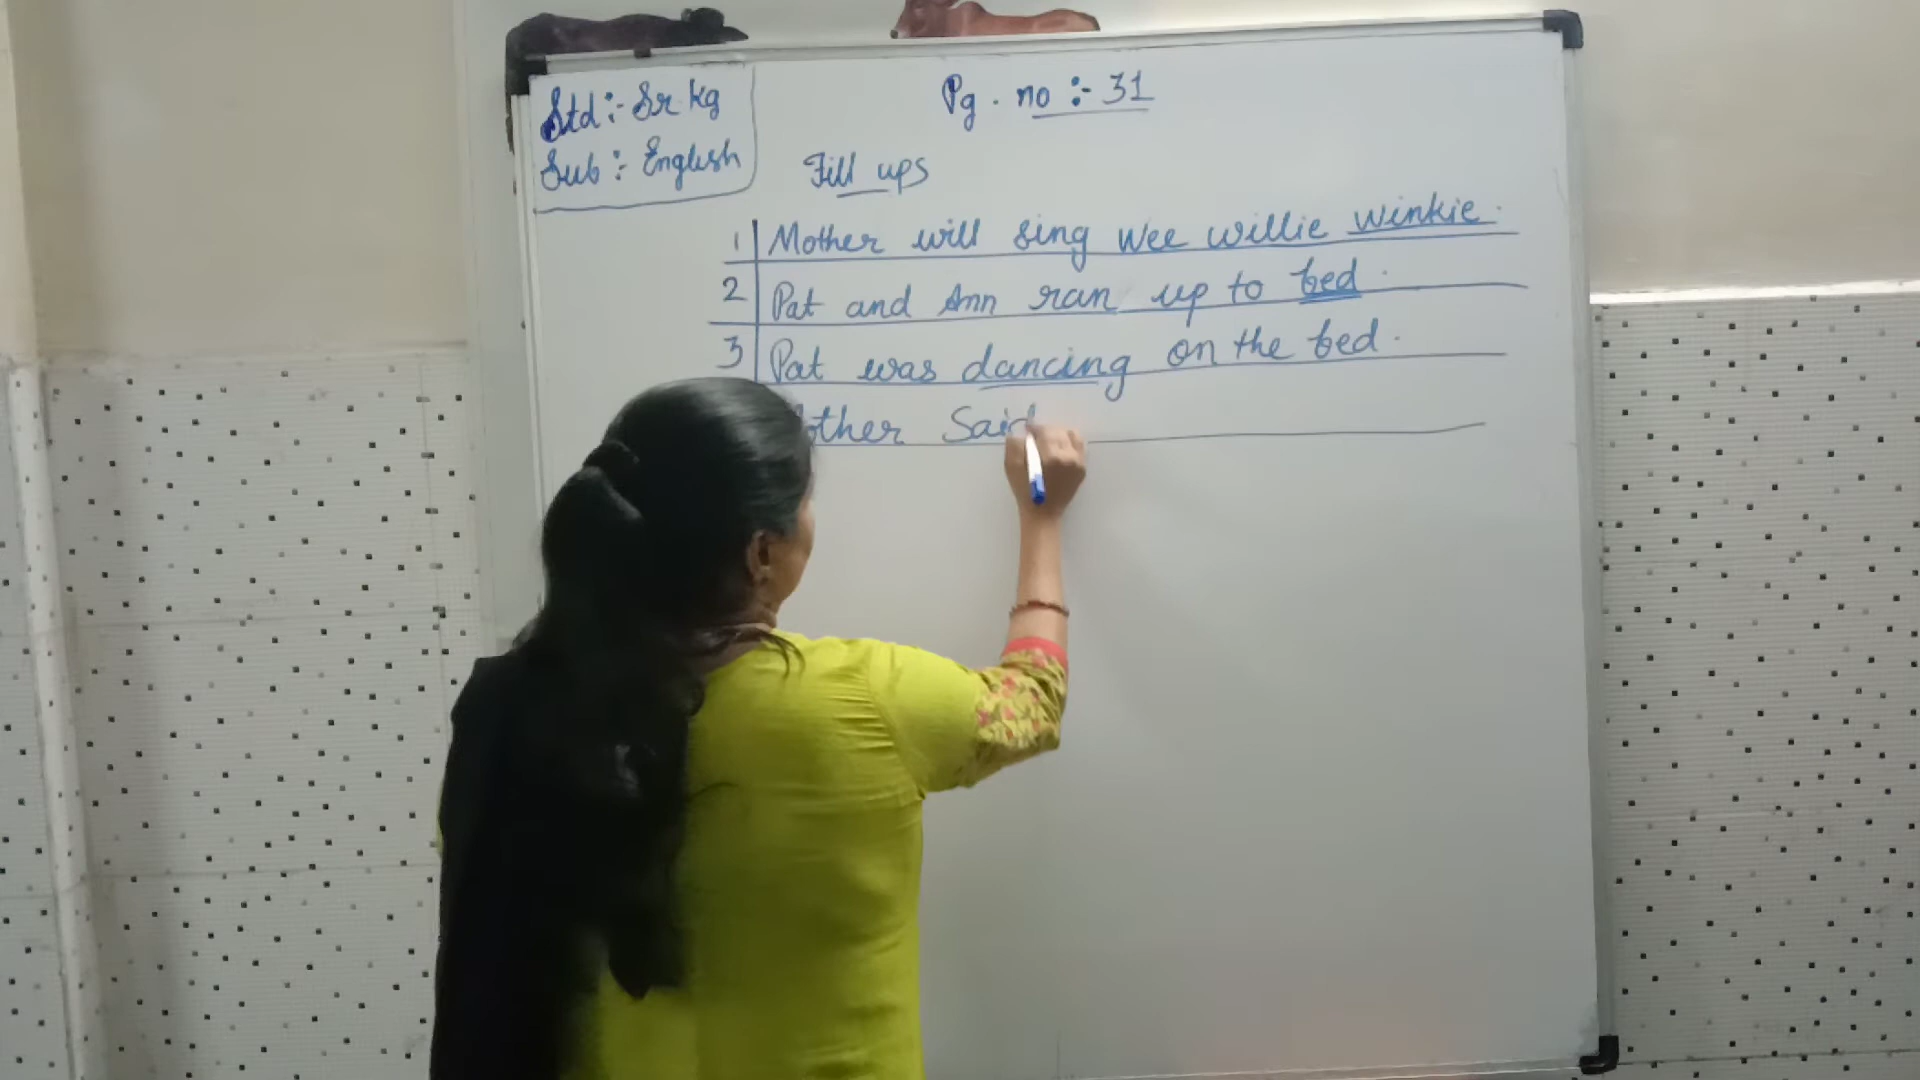 Std :- Sr kg
Sub :- English
Pg . no :- 31
Fill ups
1 Mother will sing Wee Willie Winkie.
2 Pat and Ann ran up to bed.
3 Pat was dancing on the bed.
Mother Said